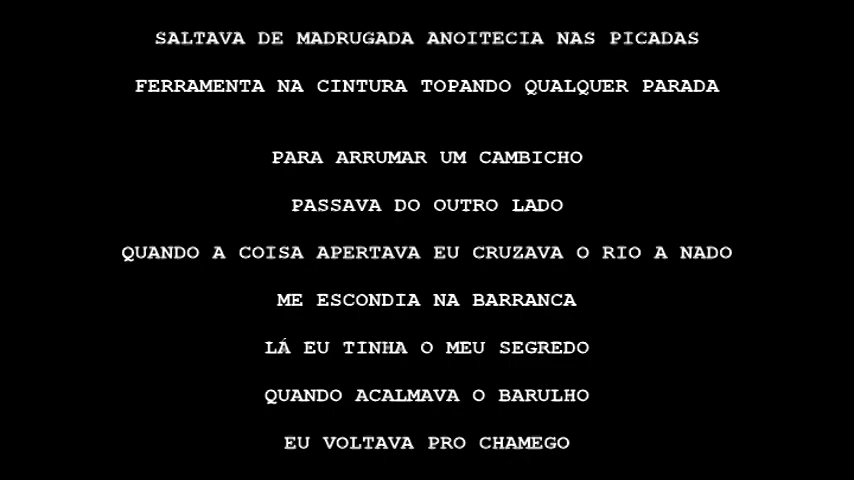 SALTAVA DE MADRUGADA ANOITECIA NAS PICADAS
FERRAMENTA NA CINTURA TOPANDO QUALQUER PARADA
PARA ARRUMAR UM CAMBICHO
PASSAVA DO OUTRO LADO
QUANDO A COISA APERTAVA EU CRUZAVA O RIO A NADO
ME ESCONDIA NA BARRANCA
LÁ EU TINHA O MEU SEGREDO
QUANDO ACALMAVA O BARULHO
EU VOLTAVA PRO CHAMEGO